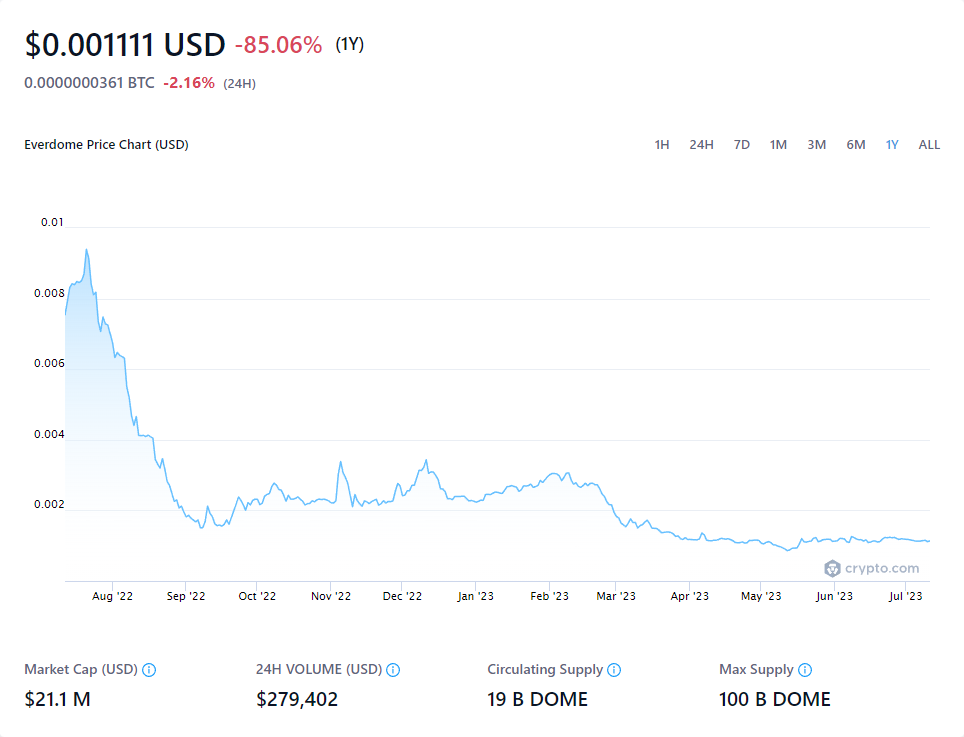 $0.001111 USD -85.06% (1Y)
0.0000000361 BTC -2.16% (24H)
Everdome Price Chart (USD) 1H 24H 7D 1M 3M 6M 1Y ALL
0.01
0.008
0.006
0.004
0.002
crypto.com
Aug '22 Sep '22 Oct '22 Nov '22 Dec '22 Jan '23 Feb '23 Mar '23 Apr '23 May '23 Jun '23 Jul '23
Market Cap (USD) 24H VOLUME (USD) Circulating Supply Max Supply
$21.1 M $279,402 19 B DOME 100 B DOME